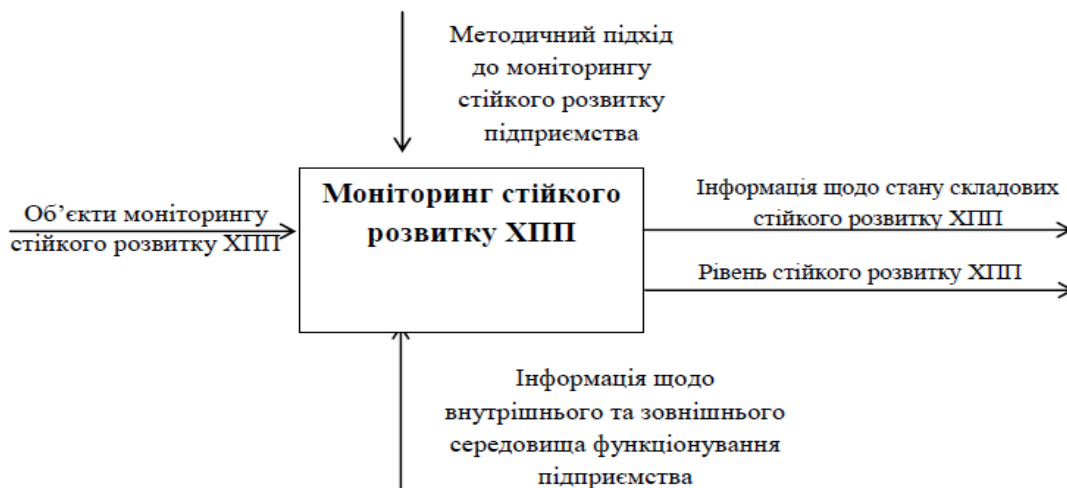 Методичний підхід
до моніторингу
стійкого розвитку
підприємства
Моніторинг стійкого
розвитку ХПП
Об’єкти моніторингу
стійкого розвитку ХПП
Інформація щодо стану складових
стійкого розвитку ХПП
Рівень стійкого розвитку ХПП
Інформація щодо
внутрішнього та зовнішнього
середовища функціонування
підприємства